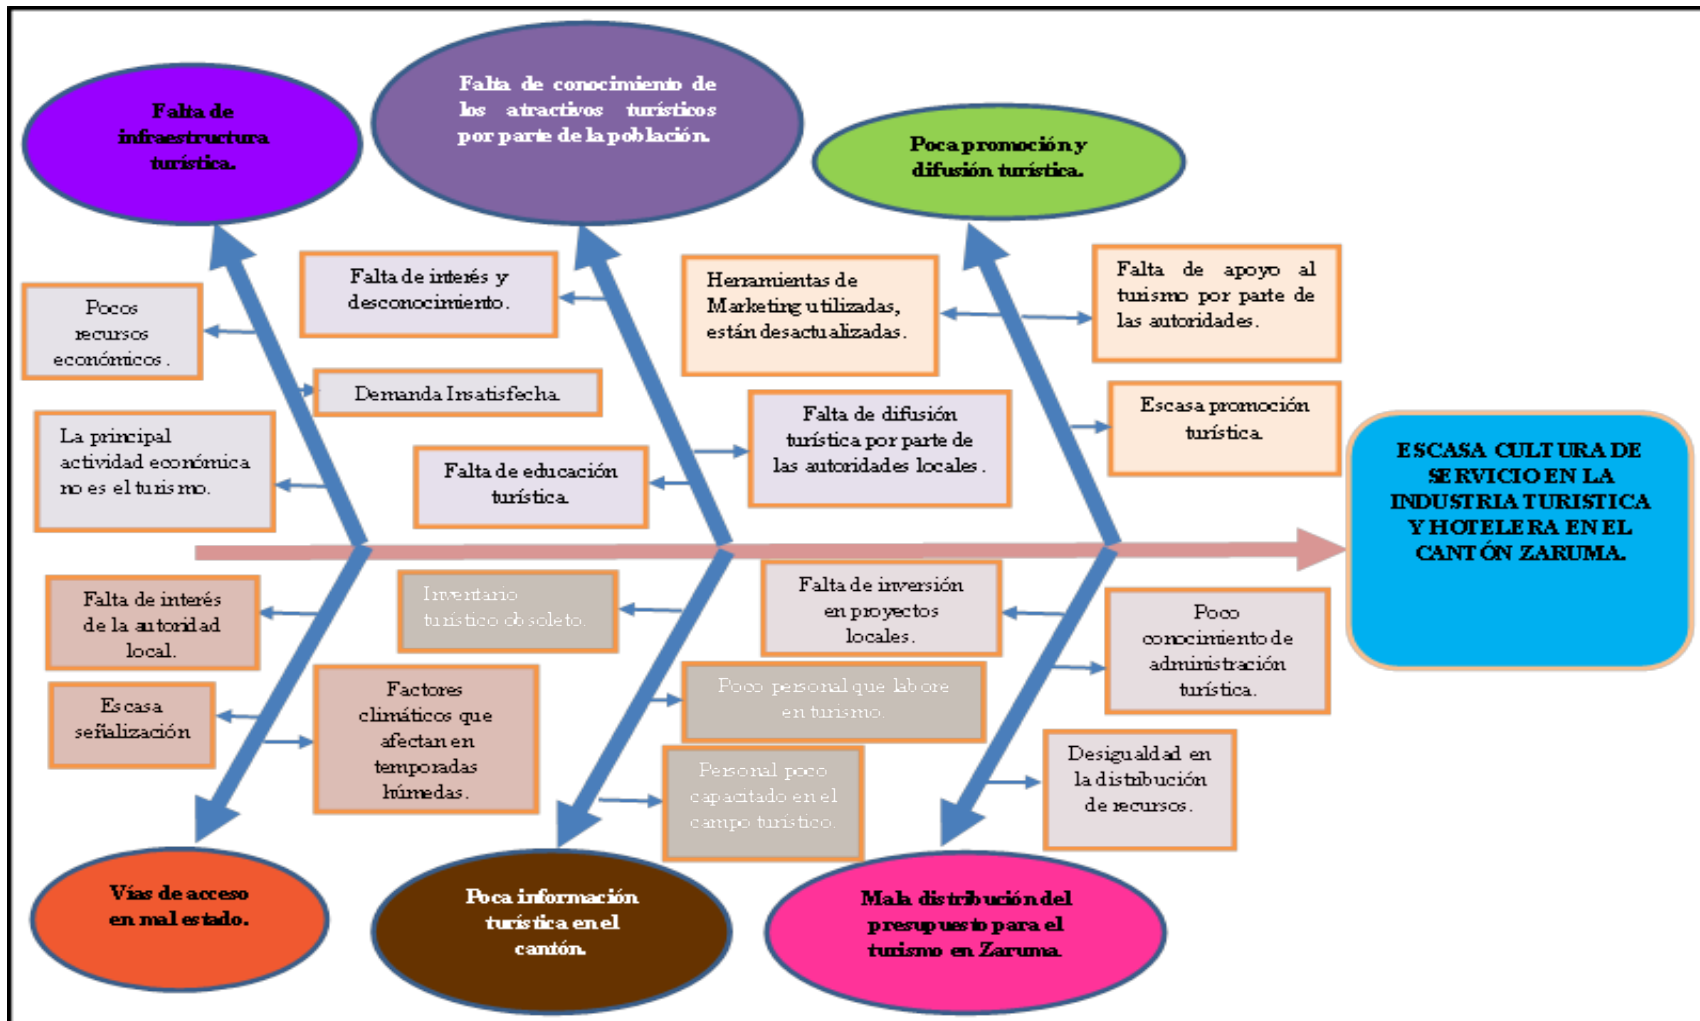 Falta de
infraestructura
turística.
Falta de conocimiento de
los atractivos turísticos
por parte de la población.
Poca promoción y
difusión turística.
Pocos
recursos
económicos.
Falta de interés y
desconocimiento.
Herramientas de
Marketing utilizadas,
están desactualizadas.
Falta de apoyo al
turismo por parte de
las autoridades.
Demanda Insatisfecha.
La principal
actividad económica
no es el turismo.
Falta de educación
turística.
Falta de difusión
turística por parte de
las autoridades locales.
Escasa promoción
turística.
ESCASA CULTURA DE
SERVICIO EN LA
INDUSTRIA TURISTICA
Y HOTELERA EN EL
CANTÓN ZARUMA.
Falta de interés
de la autoridad
local.
Inventario
turístico obsoleto.
Falta de inversión
en proyectos
locales.
Poco
conocimiento de
administración
turística.
Escasa
señalización
Factores
climáticos que
afectan en
temporadas
húmedas.
Poco personal que labore
en turismo.
Personal poco
capacitado en el
campo turístico.
Desigualdad en
la distribución
de recursos.
Vías de acceso
en mal estado.
Poca información
turística en el
cantón.
Mala distribución del
presupuesto para el
turismo en Zaruma.